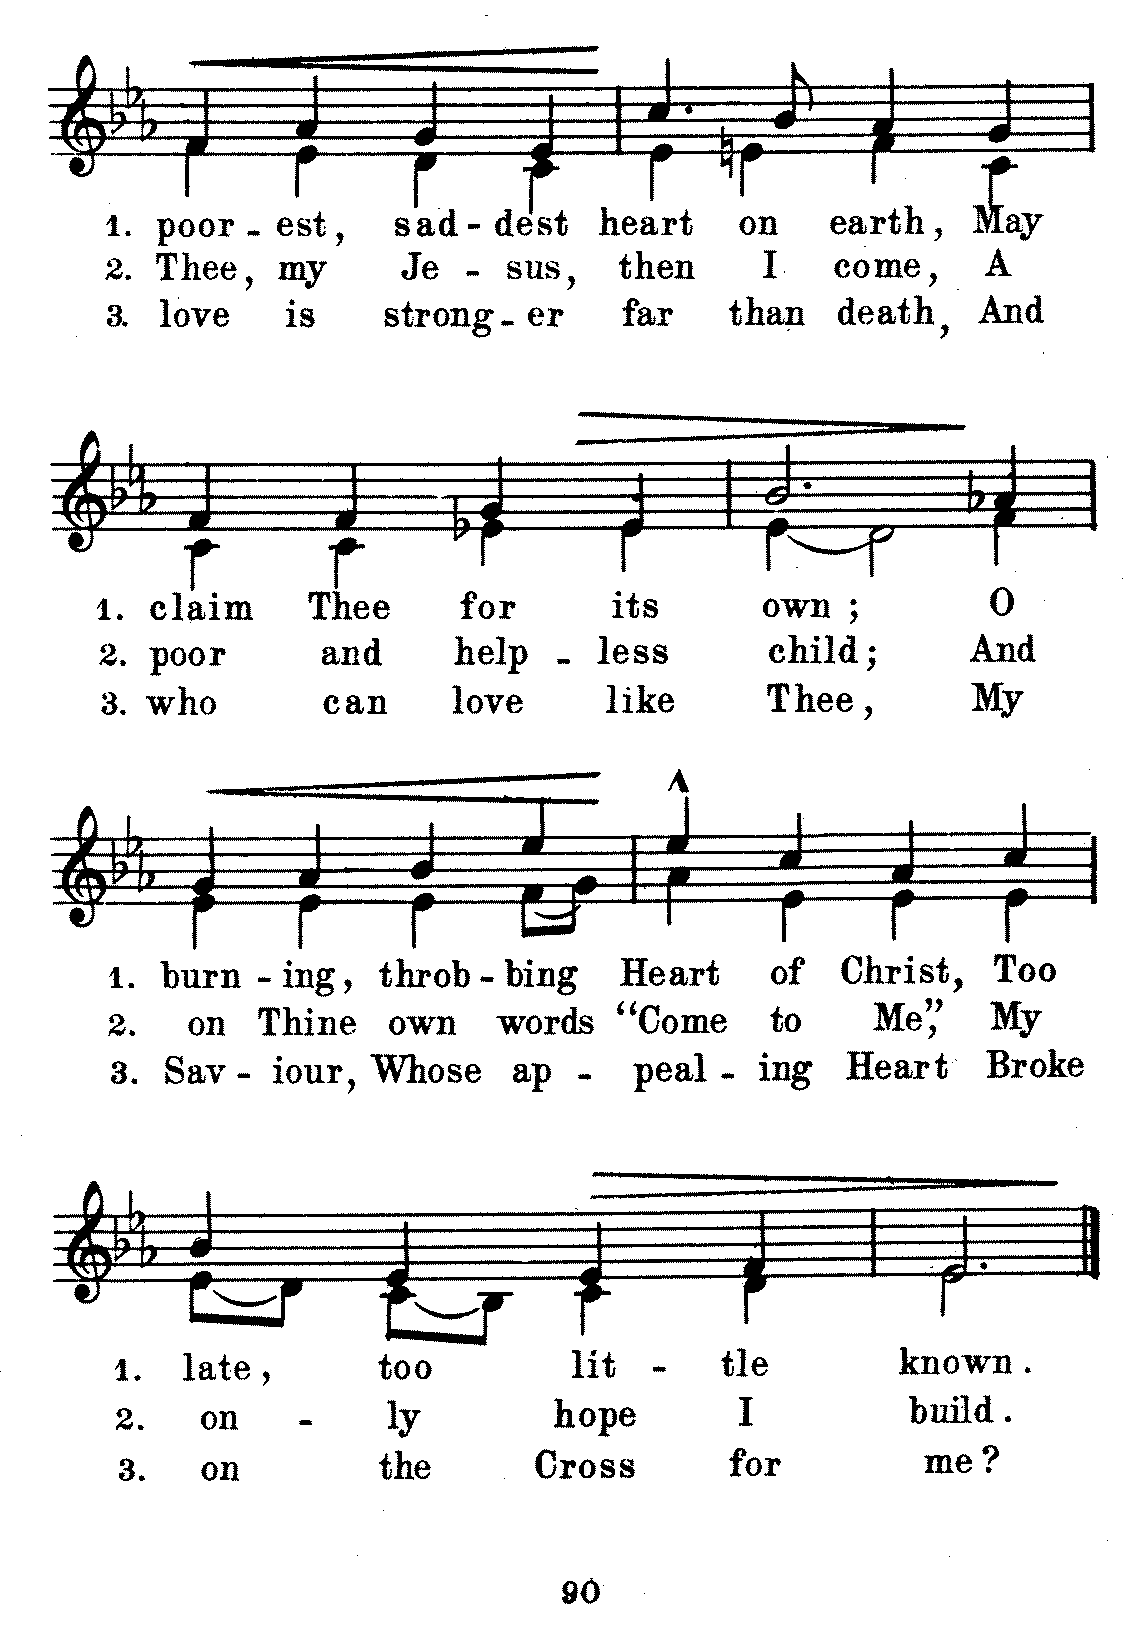 1. poor - est, sad - dest heart on earth, May
2. Thee, my Je - sus, then I come, A
3. love is strong - er far than death, And
1. claim Thee for its own ; O
2. poor and help - less child ; And
3. who can love like Thee, My
1. burn - ing, throb - bing Heart of Christ, Too
2. on Thine own words “Come to Me”, My
3. Sav - iour, Whose ap - peal - ing Heart Broke
1. late, too lit - tle known.
2. on - ly hope I build.
3. on the Cross for me?
90